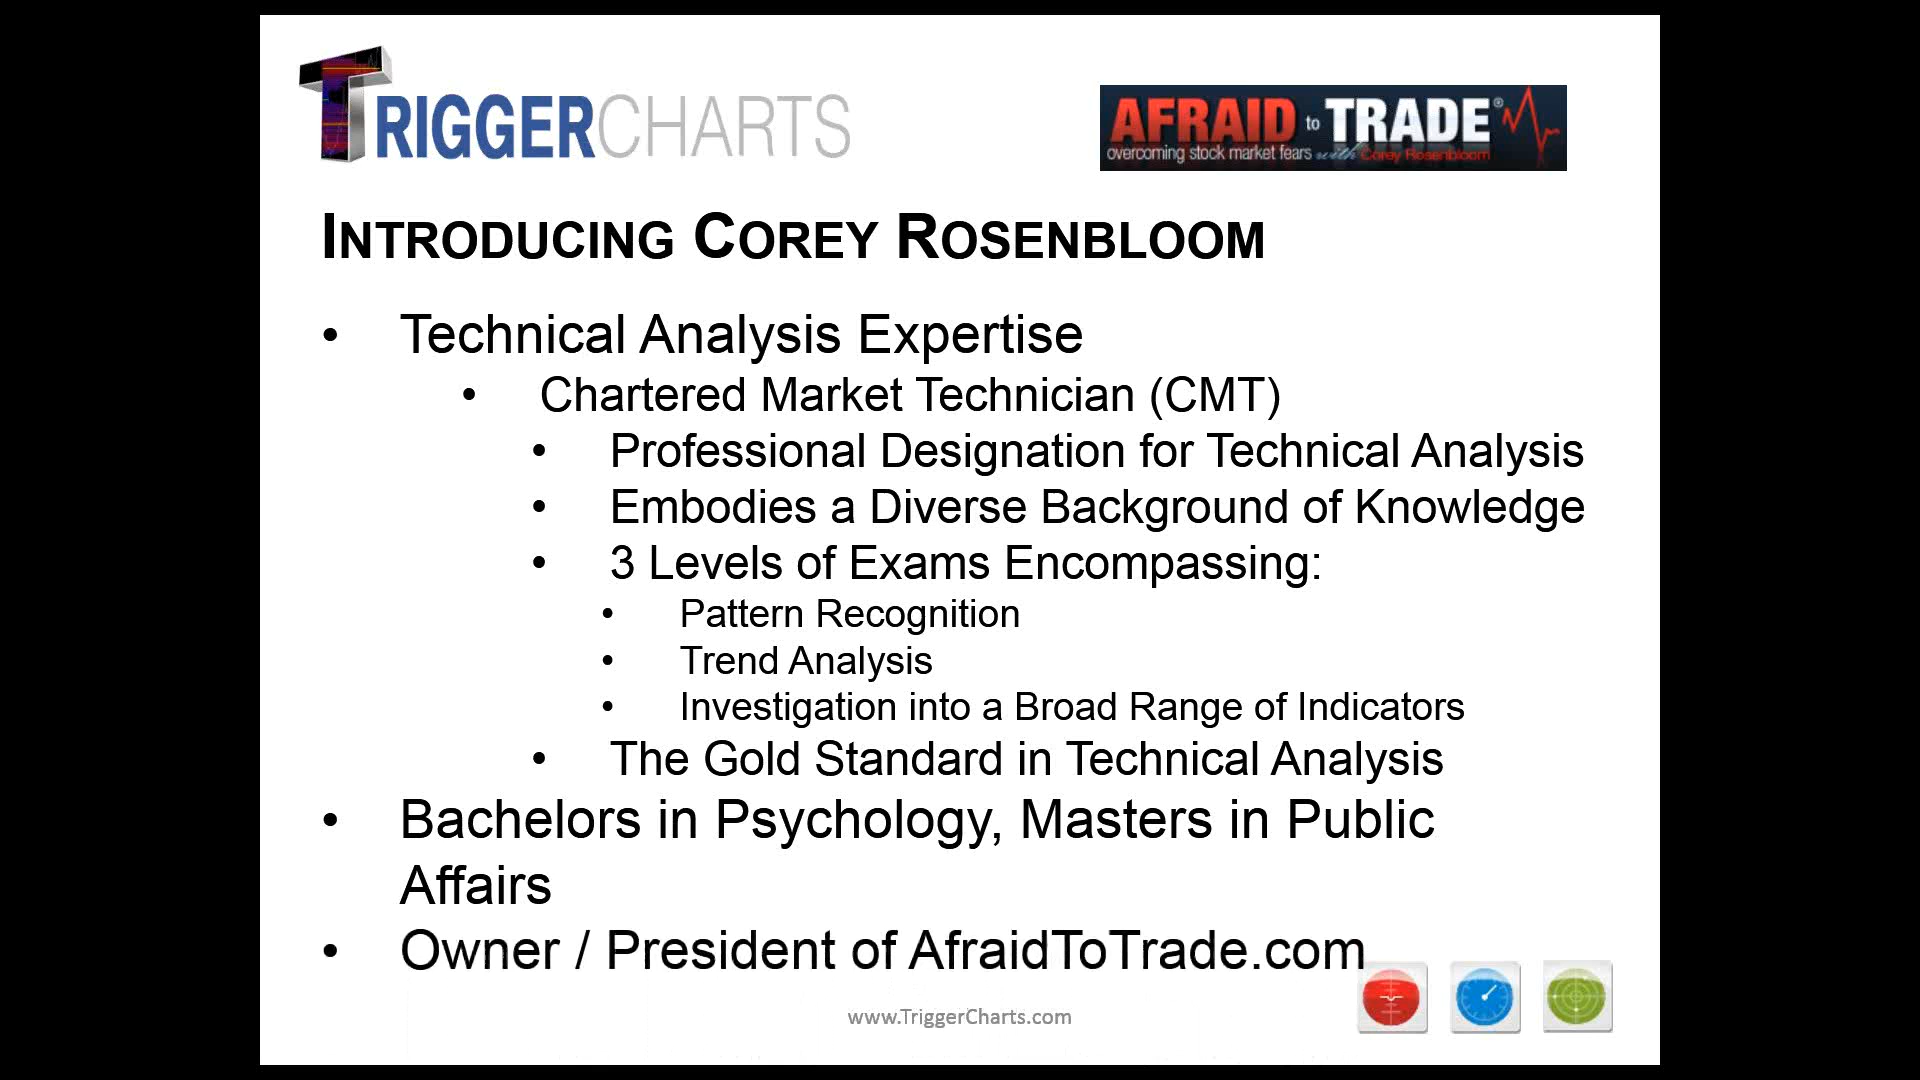 TRIGGERCHARTS
AFRAID to TRADE®
overcoming stock market fears with Corey Rosenbloom
INTRODUCING COREY ROSENBLOOM
• Technical Analysis Expertise
• Chartered Market Technician (CMT)
• Professional Designation for Technical Analysis
• Embodies a Diverse Background of Knowledge
• 3 Levels of Exams Encompassing:
• Pattern Recognition
• Trend Analysis
• Investigation into a Broad Range of Indicators
• The Gold Standard in Technical Analysis
• Bachelors in Psychology, Masters in Public
Affairs
• Owner / President of AfraidToTrade.com
www.TriggerCharts.com